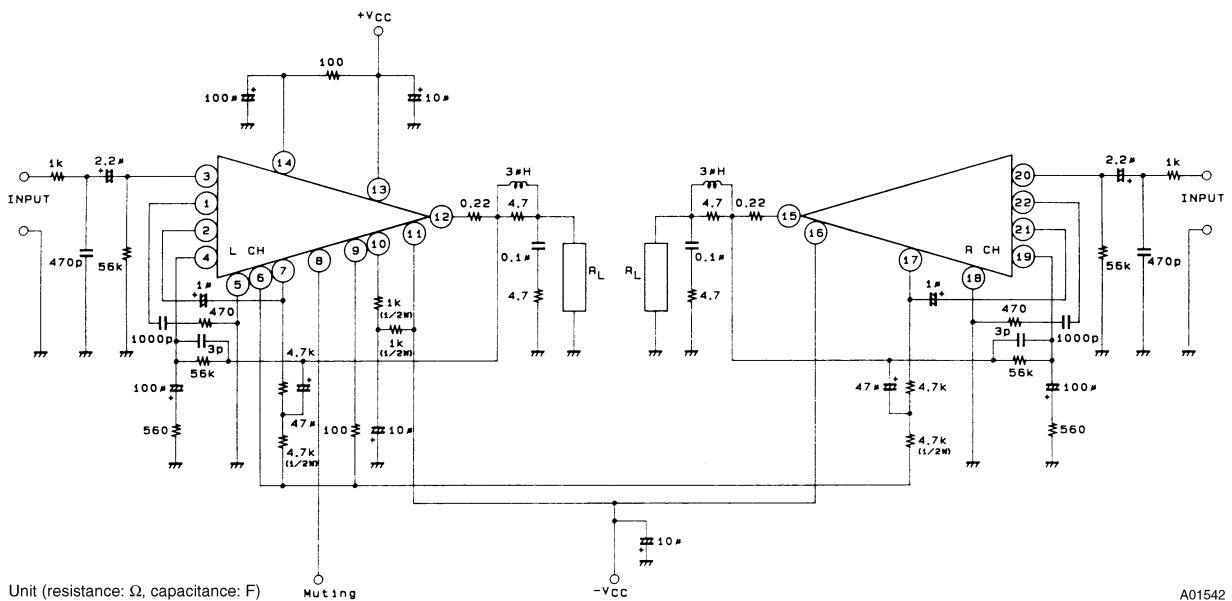 +VCC
100
100µ
+
+
10µ
1k
2.2µ
+
INPUT
470p
56k
3
1
2
4
14
13
12
11
10
9
8
7
6
5
L CH
0.22
3µH
4.7
0.1µ
4.7
RL
1µ
+
470
1000p
3p
56k
100µ
+
560
4.7k
+
47µ
4.7k
(1/2W)
100
1k
(1/2W)
1k
(1/2W)
10µ
+
RL
3µH
4.7
0.22
0.1µ
4.7
15
16
17
18
R CH
20
22
21
19
2.2µ
+
1k
INPUT
56k
470p
1µ
+
470
3p
1000p
56k
100µ
+
560
47µ
+
4.7k
4.7k
(1/2W)
10µ
+
Muting
-VCC
Unit (resistance: Ω, capacitance: F)
A01542